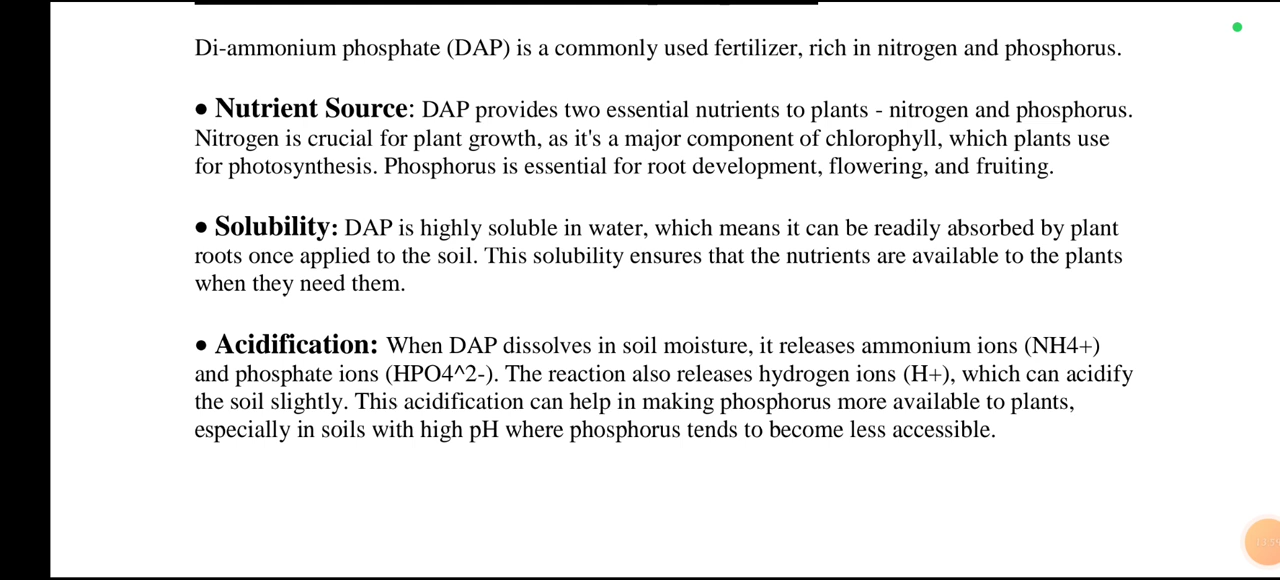 Di-ammonium phosphate (DAP) is a commonly used fertilizer, rich in nitrogen and phosphorus.
• Nutrient Source: DAP provides two essential nutrients to plants - nitrogen and phosphorus.
Nitrogen is crucial for plant growth, as it's a major component of chlorophyll, which plants use
for photosynthesis. Phosphorus is essential for root development, flowering, and fruiting.
• Solubility: DAP is highly soluble in water, which means it can be readily absorbed by plant
roots once applied to the soil. This solubility ensures that the nutrients are available to the plants
when they need them.
• Acidification: When DAP dissolves in soil moisture, it releases ammonium ions (NH4+)
and phosphate ions (HPO4^2-). The reaction also releases hydrogen ions (H+), which can acidify
the soil slightly. This acidification can help in making phosphorus more available to plants,
especially in soils with high pH where phosphorus tends to become less accessible.